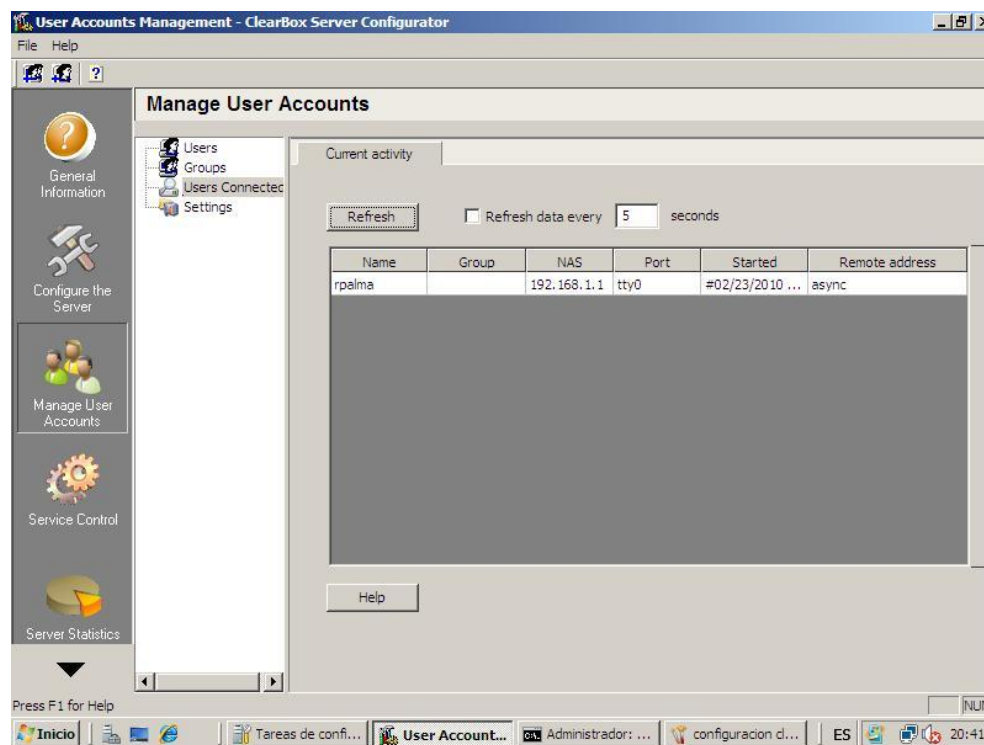 User Accounts Management - ClearBox Server Configurator
File Help
?
Manage User Accounts
General
Information
Configure the
Server
Manage User
Accounts
Service Control
Server Statistics
Users
Groups
Users Connectec
Settings
Current activity
Refresh
Refresh data every 5 seconds
Name Group NAS Port Started Remote address
rpalma 192.168.1.1 tty0 #02/23/2010 ... async
Help
Press F1 for Help
NUM
Inicio Tareas de confi... User Account... Administrador: ... configuracion cl... ES 20:41